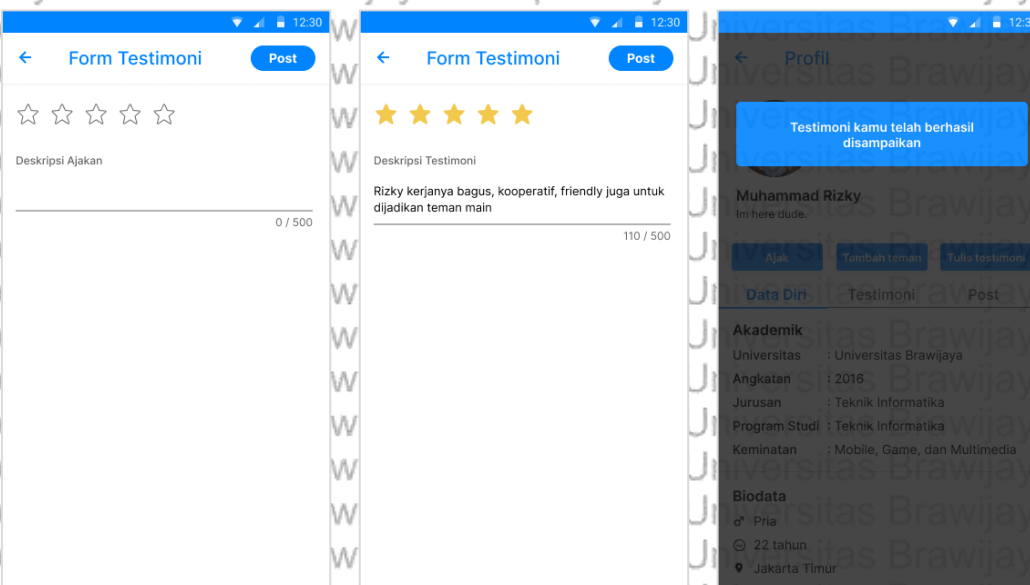 12:30
Form Testimoni
Post
Deskripsi Ajakan
0 / 500
12:30
Form Testimoni
Post
Deskripsi Testimoni
Rizky kerjanya bagus, kooperatif, friendly juga untuk
dijadikan teman main
110 / 500
Profil
Testimoni kamu telah berhasil
disampaikan
Muhammad Rizky
Im here dude.
Ajak
Tambah teman
Tulis testimoni
Data Diri
Testimoni
Post
Akademik
Universitas : Universitas Brawijaya
Angkatan : 2016
Jurusan : Teknik Informatika
Program Studi : Teknik Informatika
Keminatan : Mobile, Game, dan Multimedia
Biodata
Pria
22 tahun
Jakarta Timur